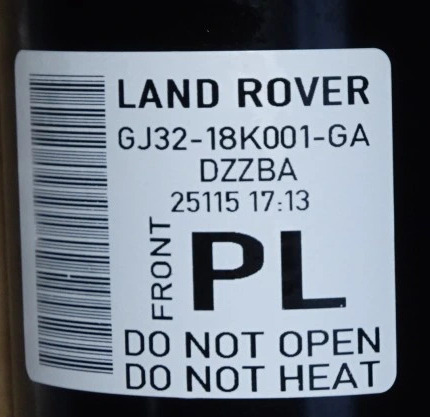 LAND ROVER
GJ32-18K001-GA
DZZBA
25115 17:13
FRONT
PL
DO NOT OPEN
DO NOT HEAT